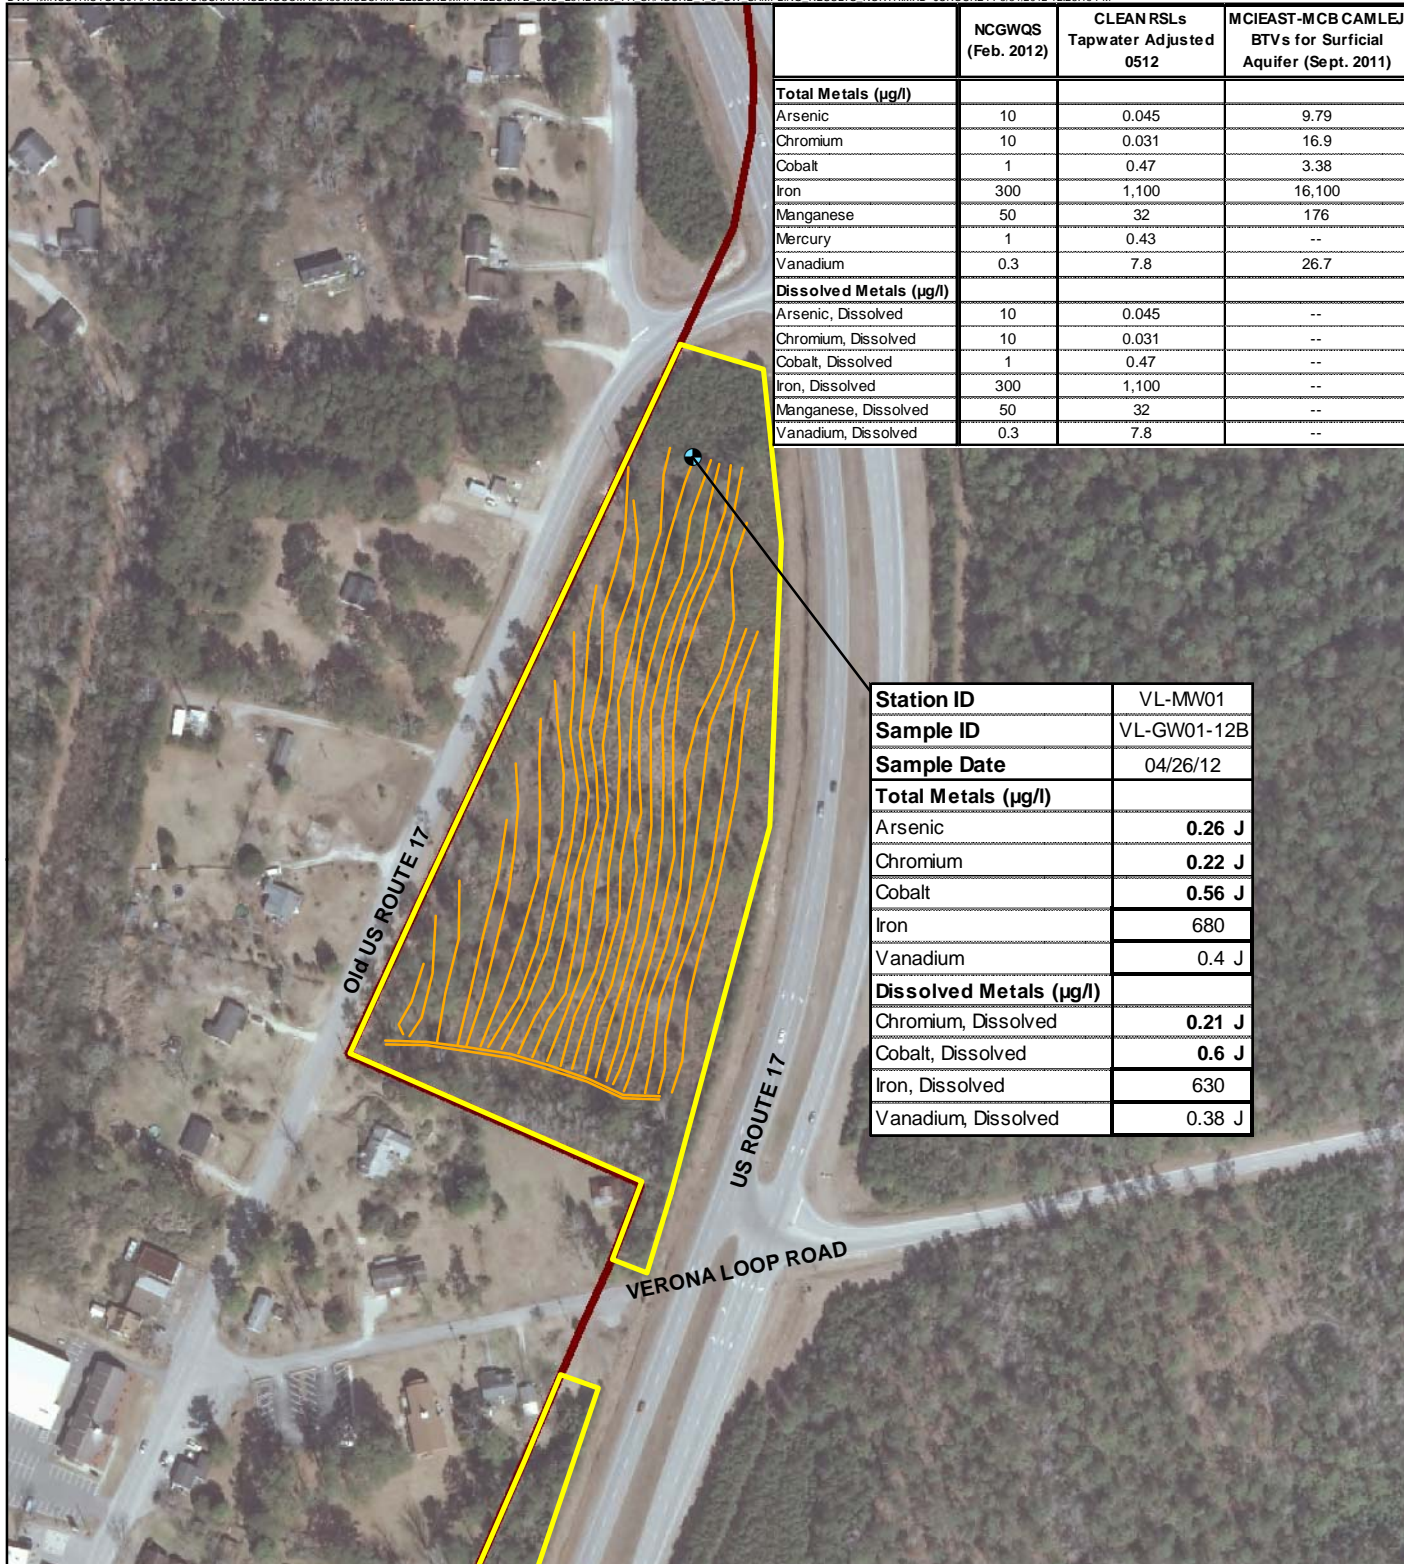 NCGWQS (Feb. 2012) CLEAN RSLs Tapwater Adjusted 0512 MCIEAST-MCB CAMLEJ BTVs for Surficial Aquifer (Sept. 2011)
Total Metals (µg/l)
Arsenic 10 0.045 9.79
Chromium 10 0.031 16.9
Cobalt 1 0.47 3.38
Iron 300 1,100 16,100
Manganese 50 32 176
Mercury 1 0.43 --
Vanadium 0.3 7.8 26.7
Dissolved Metals (µg/l)
Arsenic, Dissolved 10 0.045 --
Chromium, Dissolved 10 0.031 --
Cobalt, Dissolved 1 0.47 --
Iron, Dissolved 300 1,100 --
Manganese, Dissolved 50 32 --
Vanadium, Dissolved 0.3 7.8 --
Station ID VL-MW01
Sample ID VL-GW01-12B
Sample Date 04/26/12
Total Metals (µg/l)
Arsenic 0.26 J
Chromium 0.22 J
Cobalt 0.56 J
Iron 680
Vanadium 0.4 J
Dissolved Metals (µg/l)
Chromium, Dissolved 0.21 J
Cobalt, Dissolved 0.6 J
Iron, Dissolved 630
Vanadium, Dissolved 0.38 J
Old US ROUTE 17
US ROUTE 17
VERONA LOOP ROAD